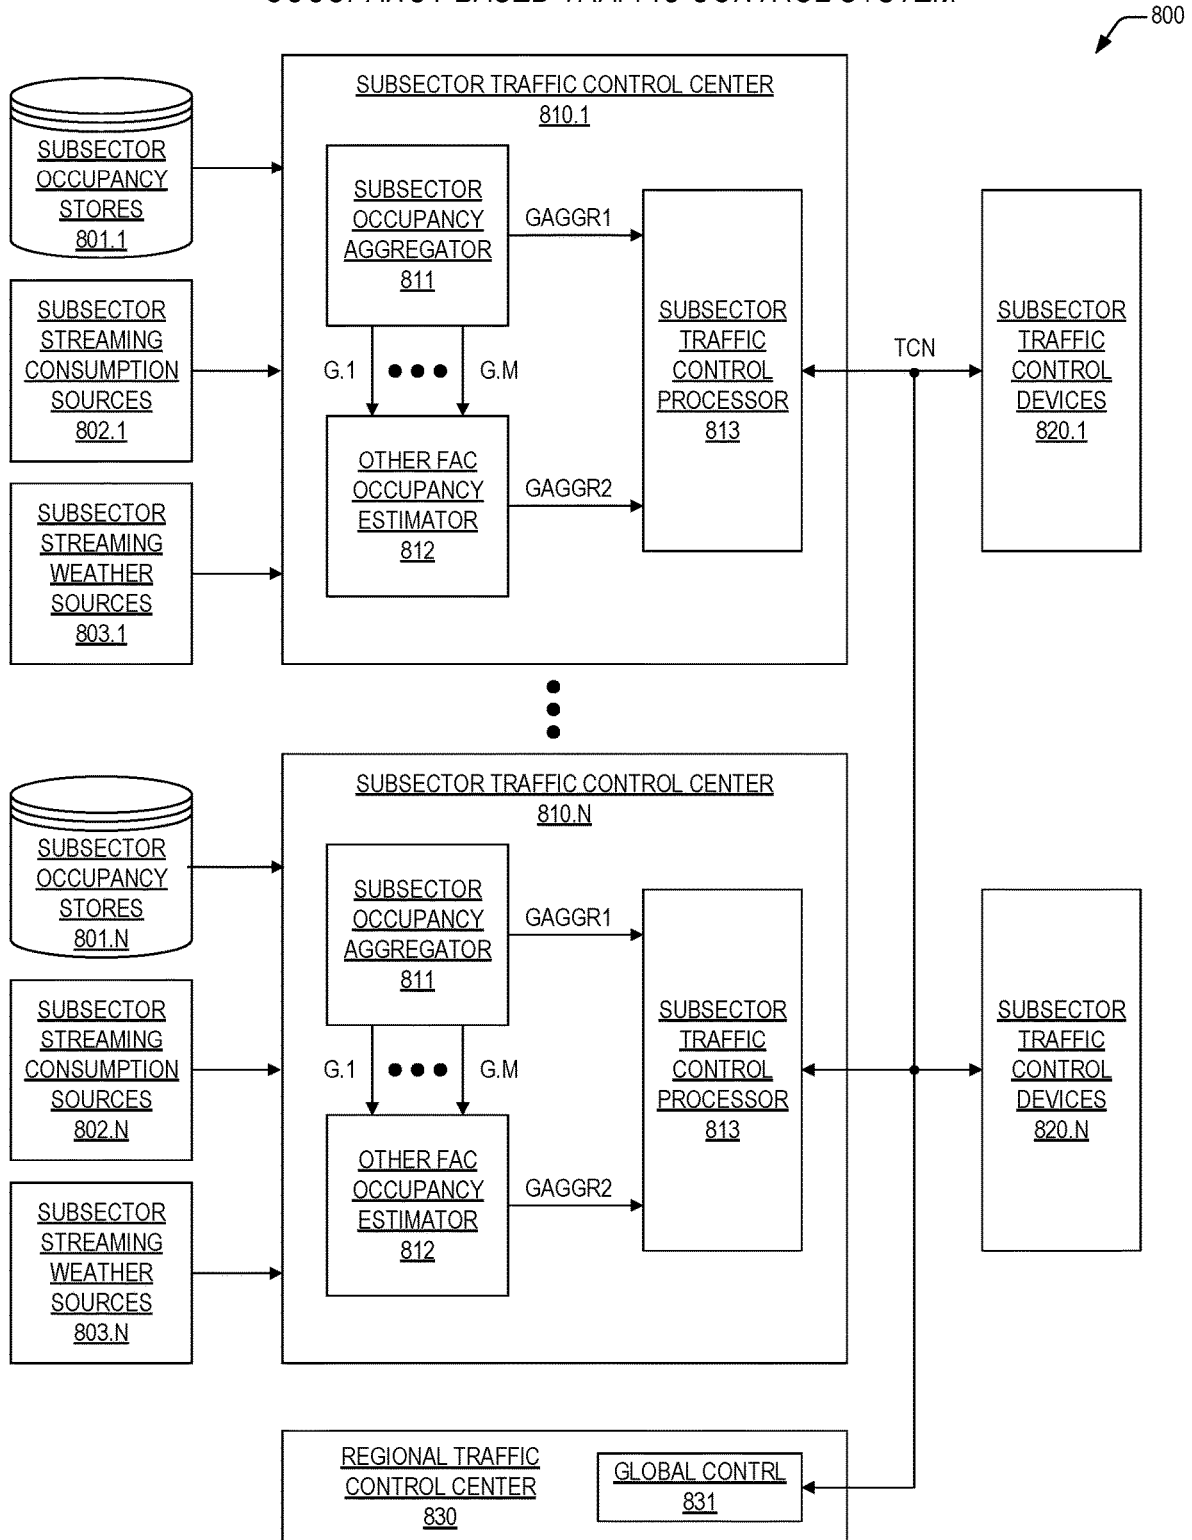 OCCUPANCY-BASED TRAFFIC CONTROL SYSTEM
800
SUBSECTOR TRAFFIC CONTROL CENTER
810.1
SUBSECTOR
OCCUPANCY
STORES
801.1
SUBSECTOR
STREAMING
CONSUMPTION
SOURCES
802.1
SUBSECTOR
STREAMING
WEATHER
SOURCES
803.1
SUBSECTOR
OCCUPANCY
AGGREGATOR
811
GAGGR1
G.1
G.M
OTHER FAC
OCCUPANCY
ESTIMATOR
812
GAGGR2
SUBSECTOR
TRAFFIC
CONTROL
PROCESSOR
813
TCN
SUBSECTOR
TRAFFIC
CONTROL
DEVICES
820.1
SUBSECTOR TRAFFIC CONTROL CENTER
810.N
SUBSECTOR
OCCUPANCY
STORES
801.N
SUBSECTOR
STREAMING
CONSUMPTION
SOURCES
802.N
SUBSECTOR
STREAMING
WEATHER
SOURCES
803.N
SUBSECTOR
OCCUPANCY
AGGREGATOR
811
GAGGR1
G.1
G.M
OTHER FAC
OCCUPANCY
ESTIMATOR
812
GAGGR2
SUBSECTOR
TRAFFIC
CONTROL
PROCESSOR
813
SUBSECTOR
TRAFFIC
CONTROL
DEVICES
820.N
REGIONAL TRAFFIC
CONTROL CENTER
830
GLOBAL CONTRL
831